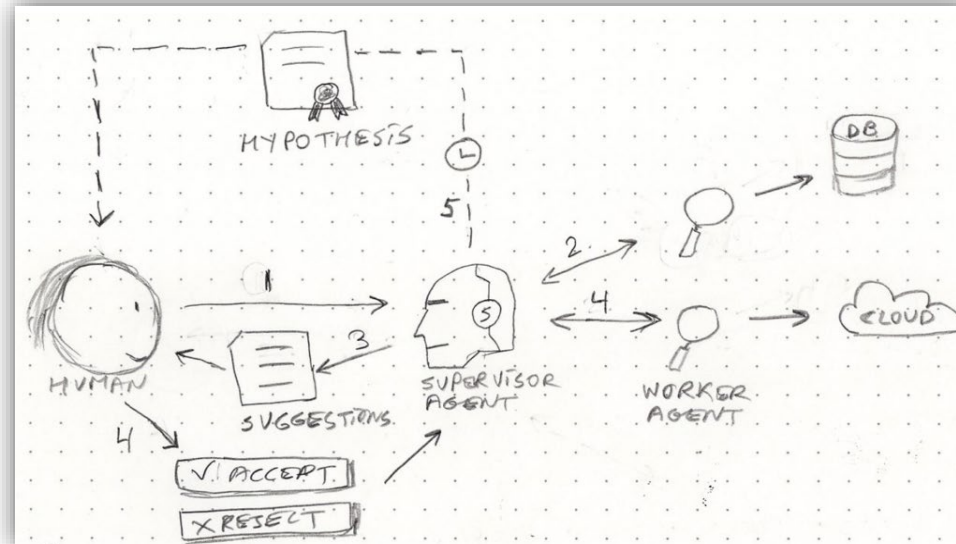 HYPOTHESIS
DB
5
2.
1
4
S
CLOUD
3
HUMAN
SUGGESTIONS.
SUPERVISOR
AGENT
WORKER
AGENT
4
√ ACCEPT
X REJECT